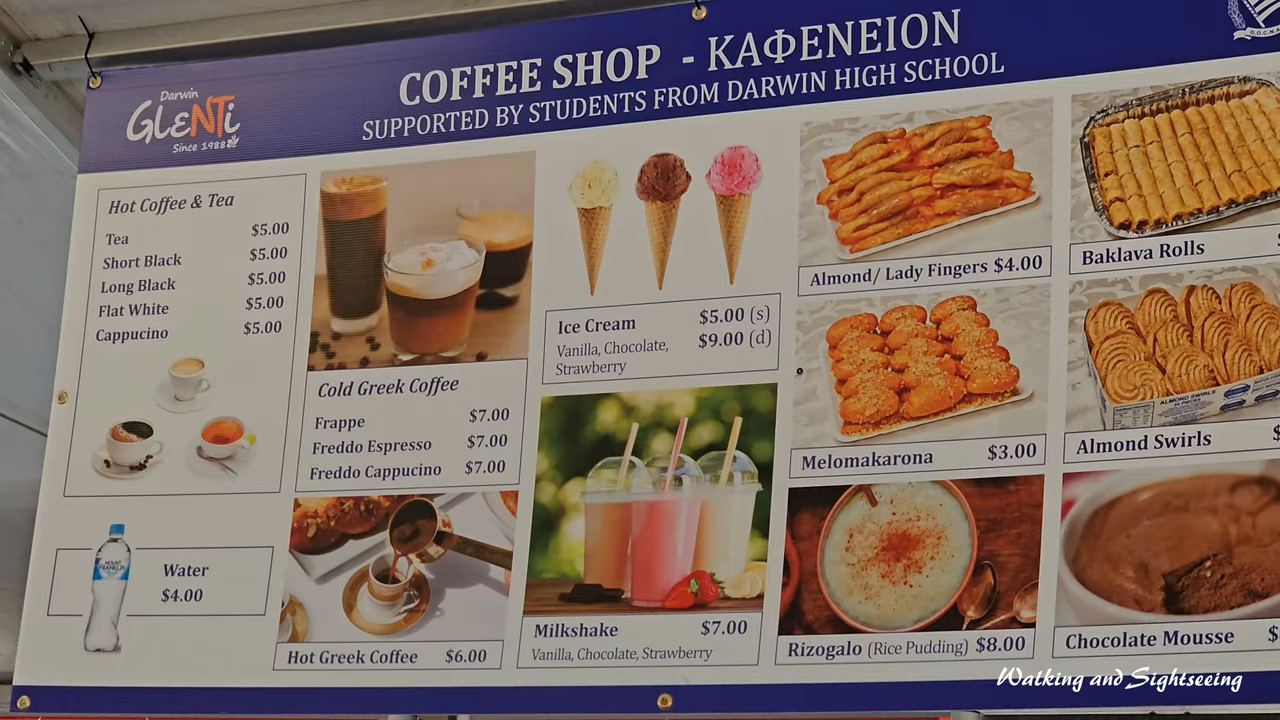 Darwin
GLENTi
Since 1988
COFFEE SHOP - ΚΑΦΕΝΕΙΟΝ
SUPPORTED BY STUDENTS FROM DARWIN HIGH SCHOOL
G.O.C.N.A
Hot Coffee & Tea
Tea $5.00
Short Black $5.00
Long Black $5.00
Flat White $5.00
Cappucino $5.00
MOUNT FRANKLIN
Water
$4.00
Cold Greek Coffee
Frappe $7.00
Freddo Espresso $7.00
Freddo Cappucino $7.00
Hot Greek Coffee $6.00
Ice Cream $5.00 (s)
$9.00 (d)
Vanilla, Chocolate,
Strawberry
Milkshake $7.00
Vanilla, Chocolate, Strawberry
Almond/ Lady Fingers $4.00
Melomakarona $3.00
Rizogalo (Rice Pudding) $8.00
Baklava Rolls
ALMOND SWIRLS
Almond Swirls $
Chocolate Mousse $
Walking and Sightseeing